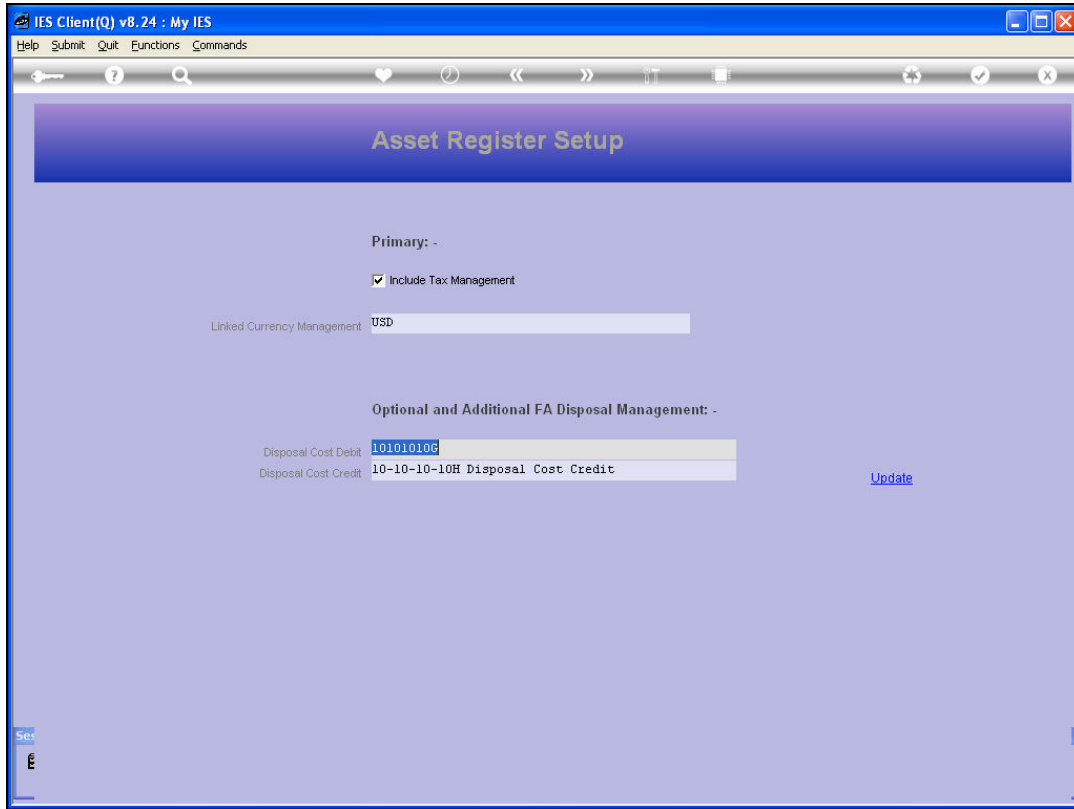 IES Client(Q) v8.24 : My IES
Help Submit Quit Functions Commands
Asset Register Setup
Primary: -
Include Tax Management
Linked Currency Management USD
Optional and Additional FA Disposal Management: -
Disposal Cost Debit 10101010G
Disposal Cost Credit 10-10-10-10H Disposal Cost Credit
Update